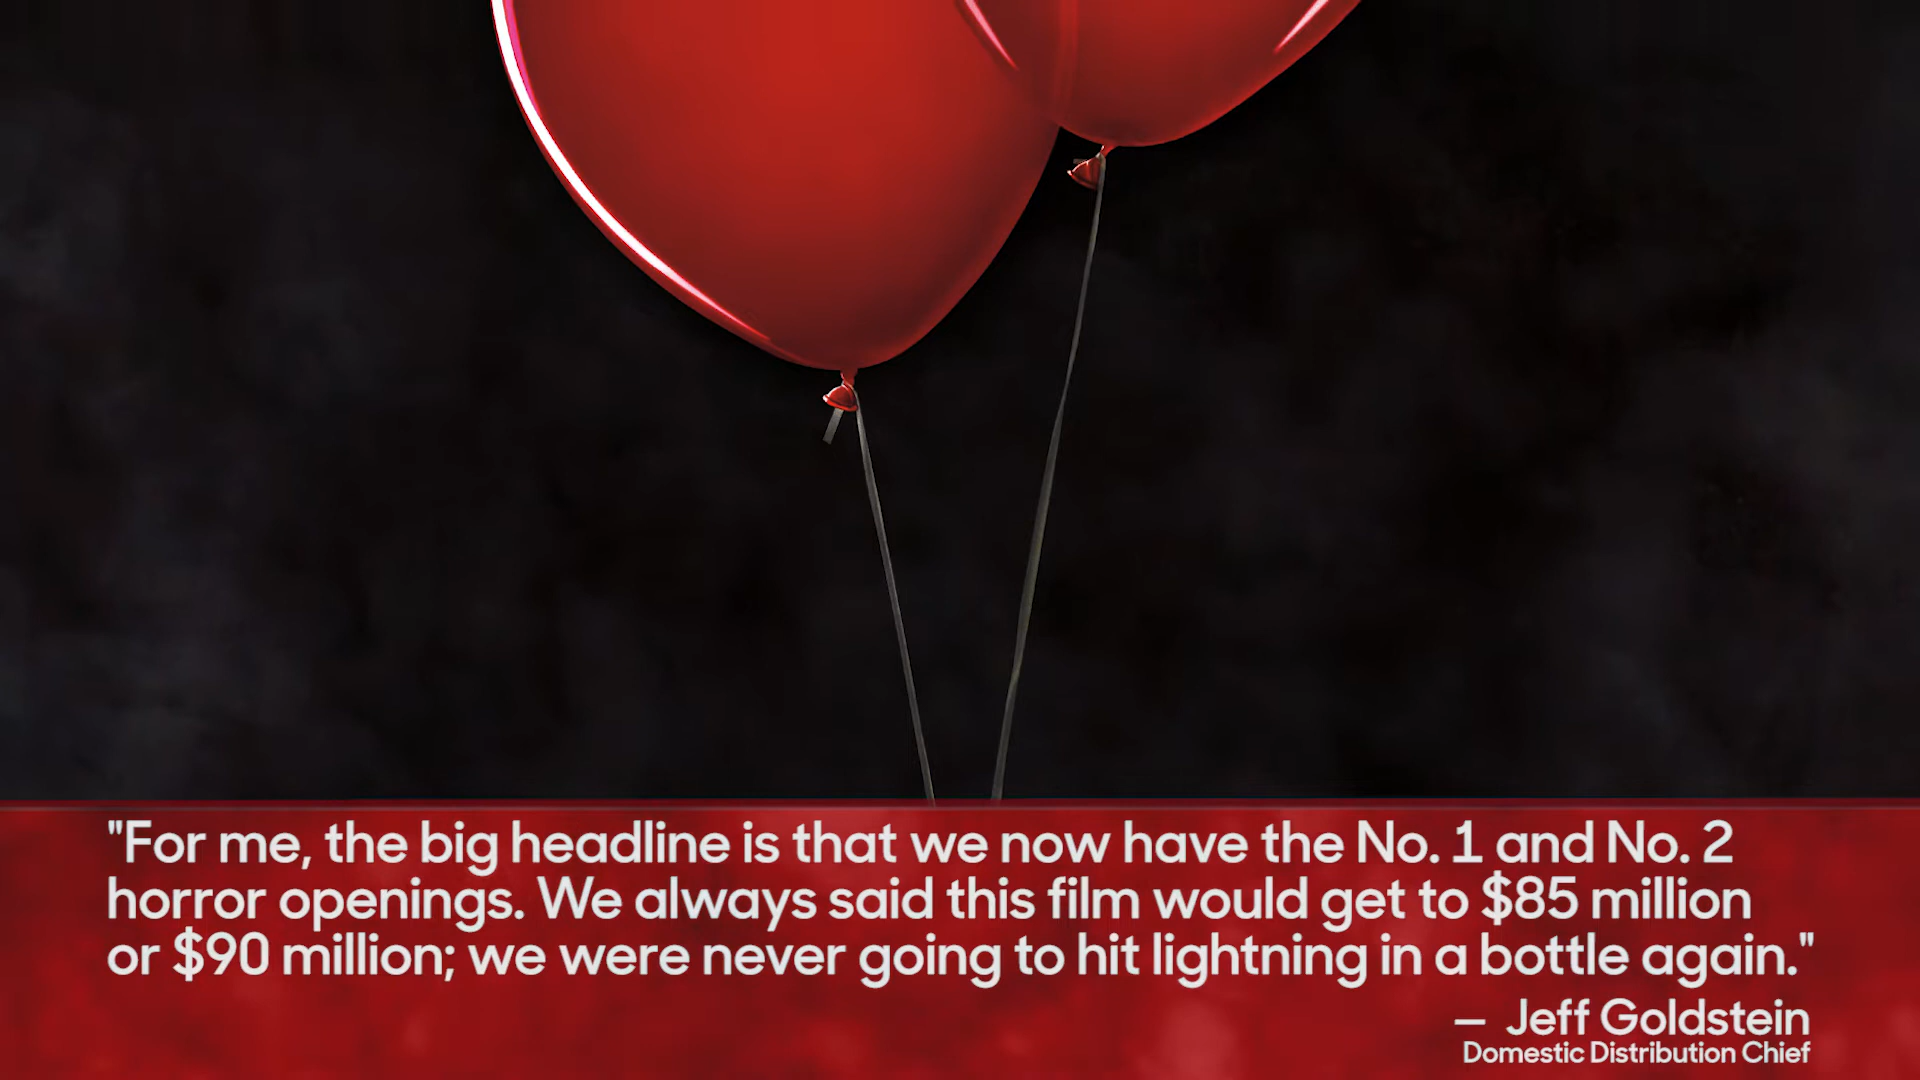 "For me, the big headline is that we now have the No. 1 and No. 2
horror openings. We always said this film would get to $85 million
or $90 million; we were never going to hit lightning in a bottle again."
— Jeff Goldstein
Domestic Distribution Chief